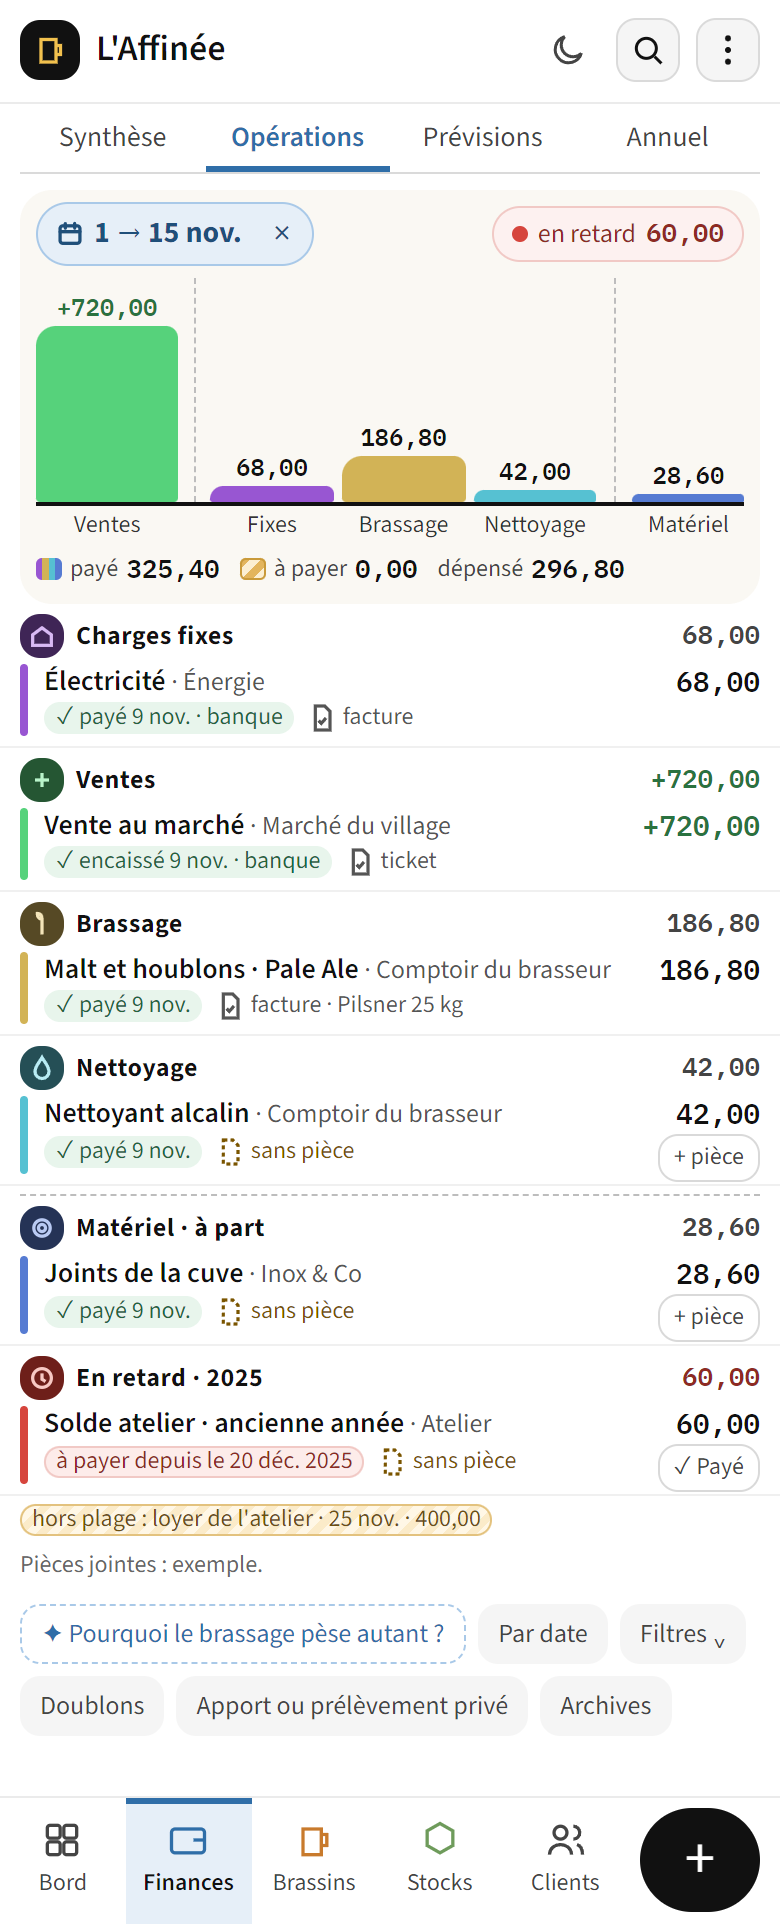 L'Affinée
Synthèse Opérations Prévisions Annuel
1 → 15 nov. × en retard 60,00
+720,00
186,80
68,00 42,00 28,60
Ventes Fixes Brassage Nettoyage Matériel
payé 325,40 à payer 0,00 dépensé 296,80
Charges fixes 68,00
Électricité · Énergie 68,00
✓ payé 9 nov. · banque facture
Ventes +720,00
Vente au marché · Marché du village +720,00
✓ encaissé 9 nov. · banque ticket
Brassage 186,80
Malt et houblons · Pale Ale · Comptoir du brasseur 186,80
✓ payé 9 nov. facture · Pilsner 25 kg
Nettoyage 42,00
Nettoyant alcalin · Comptoir du brasseur 42,00
✓ payé 9 nov. sans pièce + pièce
Matériel · à part 28,60
Joints de la cuve · Inox & Co 28,60
✓ payé 9 nov. sans pièce + pièce
En retard · 2025 60,00
Solde atelier · ancienne année · Atelier 60,00
à payer depuis le 20 déc. 2025 sans pièce ✓ Payé
hors plage : loyer de l'atelier · 25 nov. · 400,00
Pièces jointes : exemple.
✦ Pourquoi le brassage pèse autant ? Par date Filtres ˅
Doublons Apport ou prélèvement privé Archives
Bord Finances Brassins Stocks Clients +